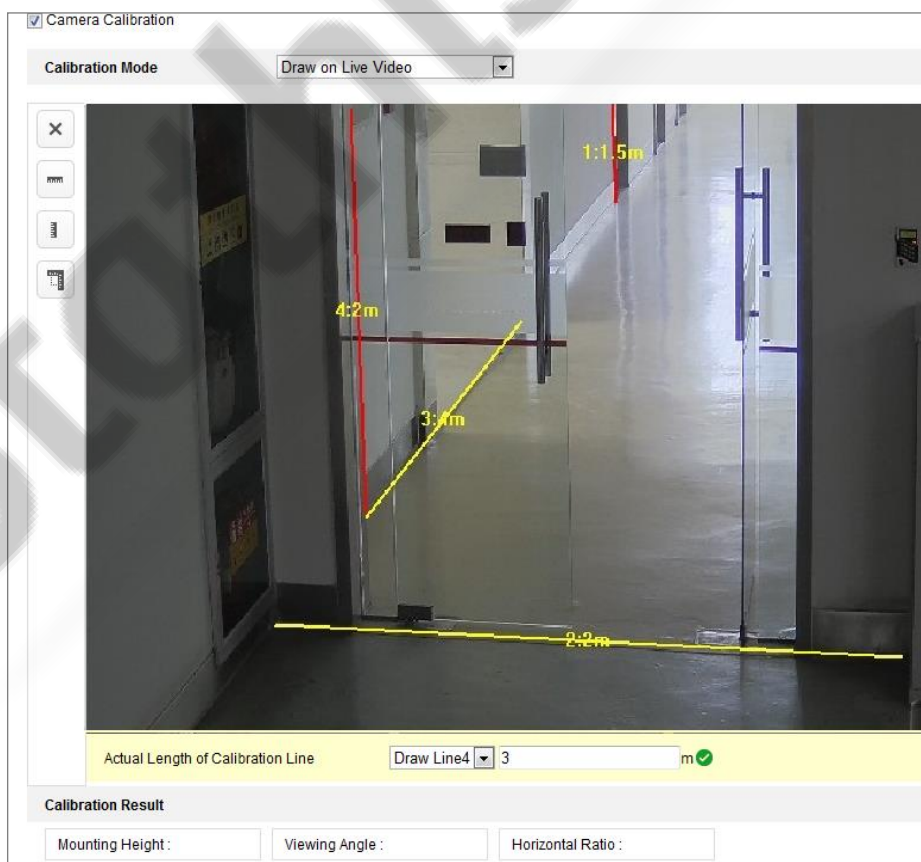 Camera Calibration
Calibration Mode
Draw on Live Video
1:1.5m
4:2m
3:4m
2:2m
Actual Length of Calibration Line
Draw Line4
3
m
Calibration Result
Mounting Height :
Viewing Angle :
Horizontal Ratio :